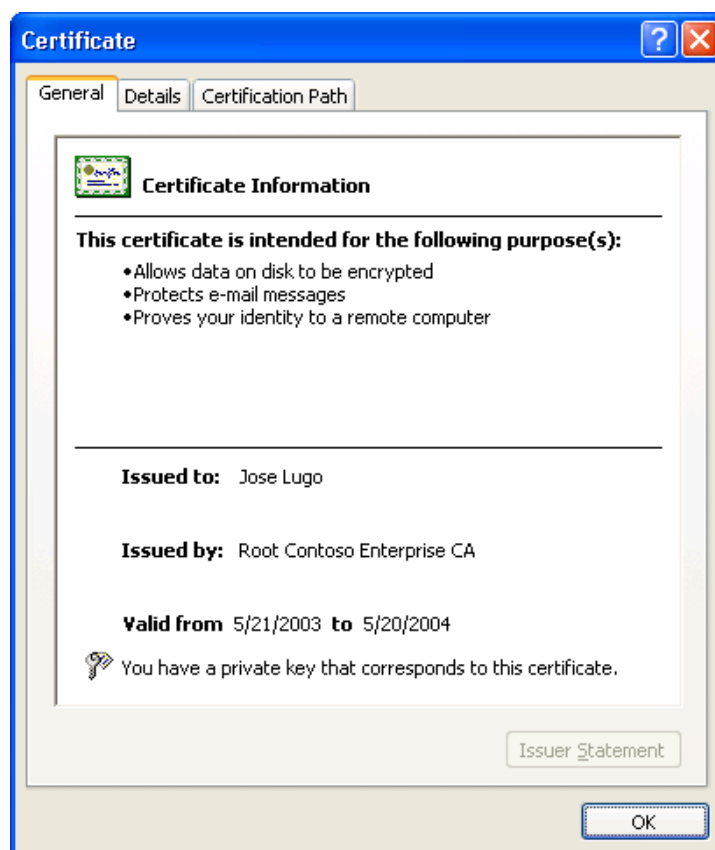 Certificate
General Details Certification Path
Certificate Information
This certificate is intended for the following purpose(s):
•Allows data on disk to be encrypted
•Protects e-mail messages
•Proves your identity to a remote computer
Issued to: Jose Lugo
Issued by: Root Contoso Enterprise CA
Valid from 5/21/2003 to 5/20/2004
You have a private key that corresponds to this certificate.
Issuer Statement
OK